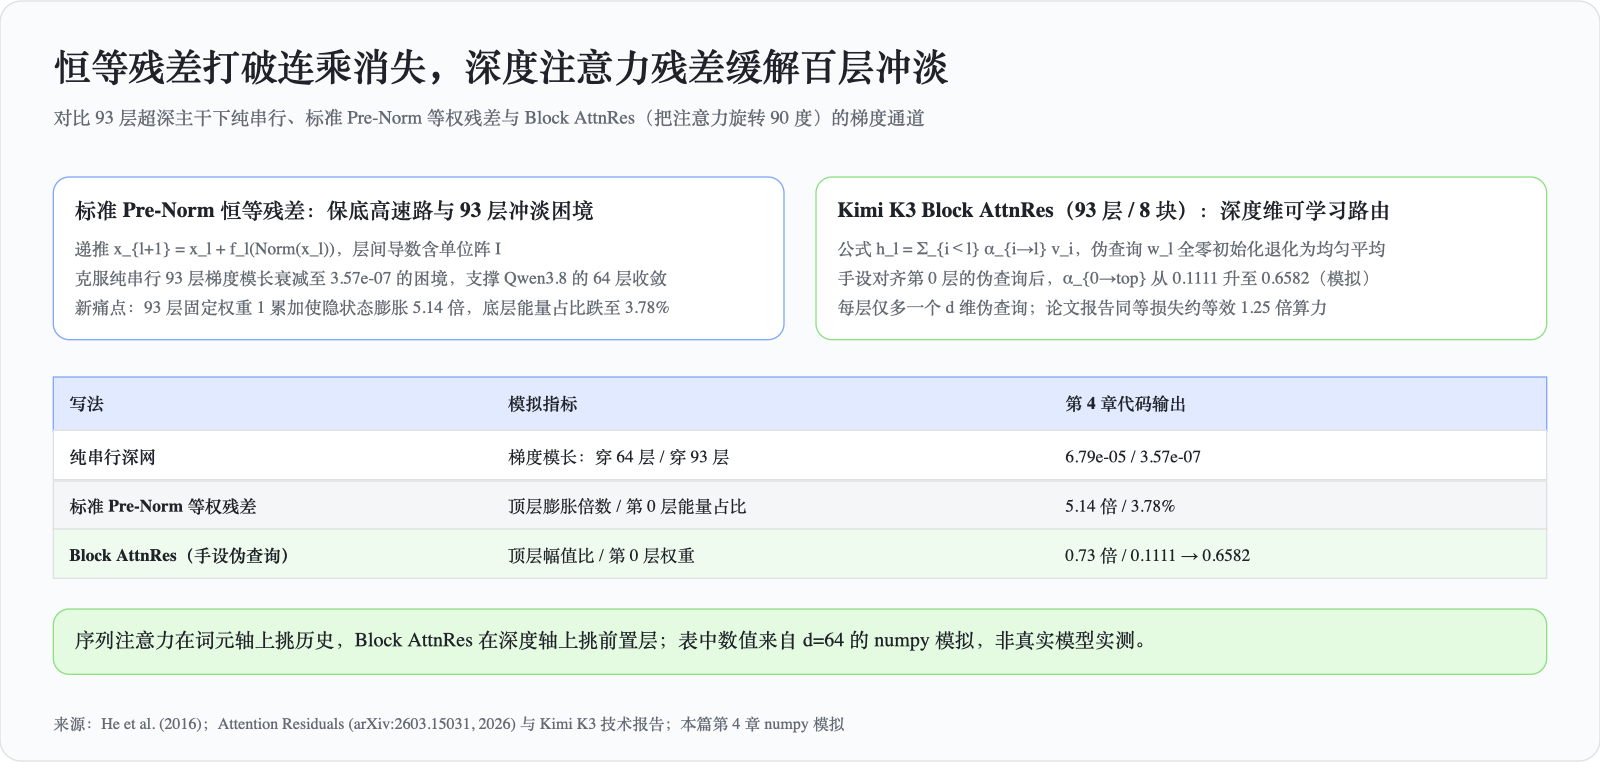 恒等残差打破连乘消失，深度注意力残差缓解百层冲淡
对比 93 层超深主干下纯串行、标准 Pre-Norm 等权残差与 Block AttnRes（把注意力旋转 90 度）的梯度通道
标准 Pre-Norm 恒等残差：保底高速路与 93 层冲淡困境
递推 x_{l+1} = x_l + f_l(Norm(x_l))，层间导数含单位阵 I
克服纯串行 93 层梯度模长衰减至 3.57e-07 的困境，支撑 Qwen3.8 的 64 层收敛
新痛点：93 层固定权重 1 累加使隐状态膨胀 5.14 倍，底层能量占比跌至 3.78%
Kimi K3 Block AttnRes（93 层 / 8 块）：深度维可学习路由
公式 h_l = Σ_{i < l} α_{i→l} v_i，伪查询 w_l 全零初始化退化为均匀平均
手设对齐第 0 层的伪查询后，α_{0→top} 从 0.1111 升至 0.6582（模拟）
每层仅多一个 d 维伪查询；论文报告同等损失约等效 1.25 倍算力
写法 模拟指标 第 4 章代码输出
纯串行深网 梯度模长：穿 64 层 / 穿 93 层 6.79e-05 / 3.57e-07
标准 Pre-Norm 等权残差 顶层膨胀倍数 / 第 0 层能量占比 5.14 倍 / 3.78%
Block AttnRes（手设伪查询） 顶层幅值比 / 第 0 层权重 0.73 倍 / 0.1111 → 0.6582
序列注意力在词元轴上挑历史，Block AttnRes 在深度轴上挑前置层；表中数值来自 d=64 的 numpy 模拟，非真实模型实测。
来源：He et al. (2016)；Attention Residuals (arXiv:2603.15031, 2026) 与 Kimi K3 技术报告；本篇第 4 章 numpy 模拟